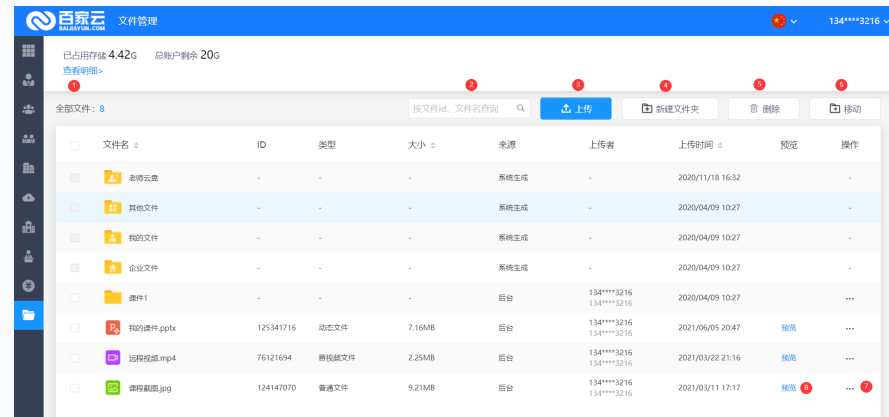 百家云 BAIJIAYUN.COM 文件管理 134****3216
已占用存储 4.42G 总账户剩余 20G
查看明细>
1 2 3 4 5 6
全部文件：8 按文件id、文件名查询 上传 新建文件夹 删除 移动
文件名 ID 类型 大小 来源 上传者 上传时间 预览 操作
老师云盘 - - - 系统生成 - 2020/11/18 16:32 -
其他文件 - - - 系统生成 - 2020/04/09 10:27 -
我的文件 - - - 系统生成 - 2020/04/09 10:27 -
企业文件 - - - 系统生成 - 2020/04/09 10:27 -
课件1 - - - 后台 134****3216 134****3216 2020/04/09 10:27 ...
我的课件.pptx 125341716 动态文件 7.16MB 后台 134****3216 134****3216 2021/06/05 20:47 预览 ...
远程视频.mp4 76121694 音视频文件 2.25MB 后台 134****3216 134****3216 2021/03/22 21:16 预览 ...
课程截图.jpg 124147070 普通文件 9.21MB 后台 134****3216 134****3216 2021/03/11 17:17 预览 8 ... 7